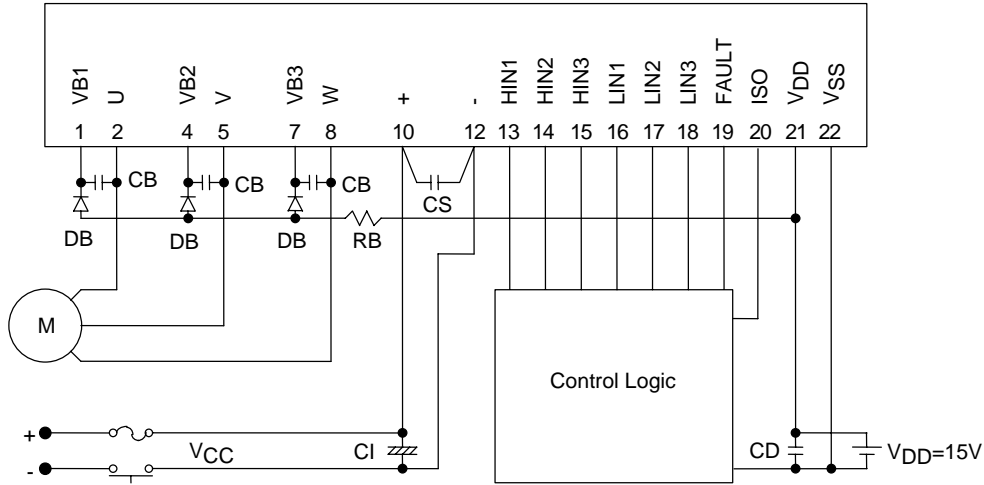 VB1 U VB2 V VB3 W + - HIN1 HIN2 HIN3 LIN1 LIN2 LIN3 FAULT ISO VDD VSS
1 2 4 5 7 8 10 12 13 14 15 16 17 18 19 20 21 22
CB CB CB CS
DB DB DB RB
M
Control Logic
+ VCC CI CD VDD=15V
-